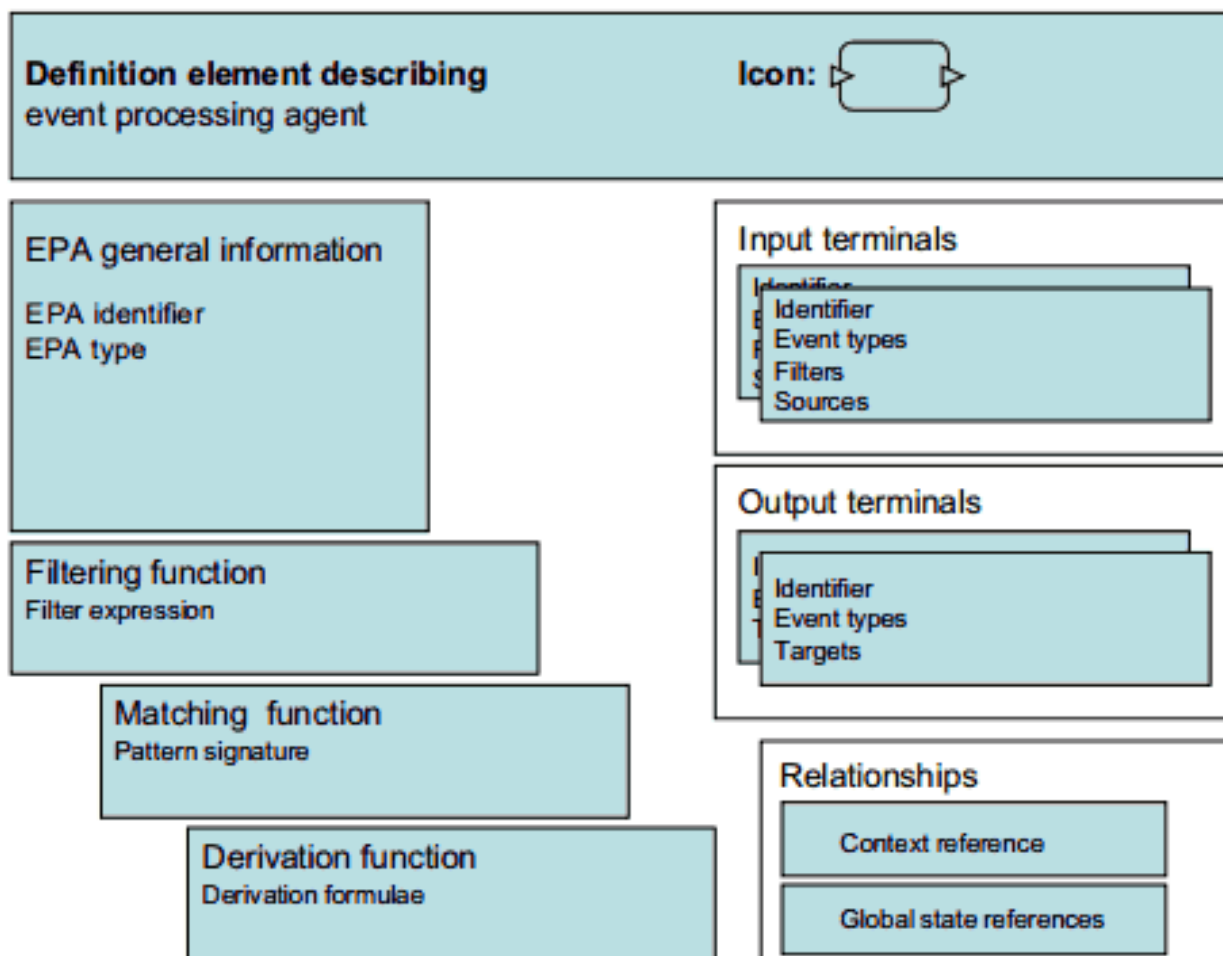 Definition element describing
event processing agent
Icon:
EPA general information
EPA identifier
EPA type
Filtering function
Filter expression
Matching function
Pattern signature
Derivation function
Derivation formulae
Input terminals
Identifier
Identifier
Event types
Filters
Sources
Output terminals
Identifier
Event types
Targets
Relationships
Context reference
Global state references